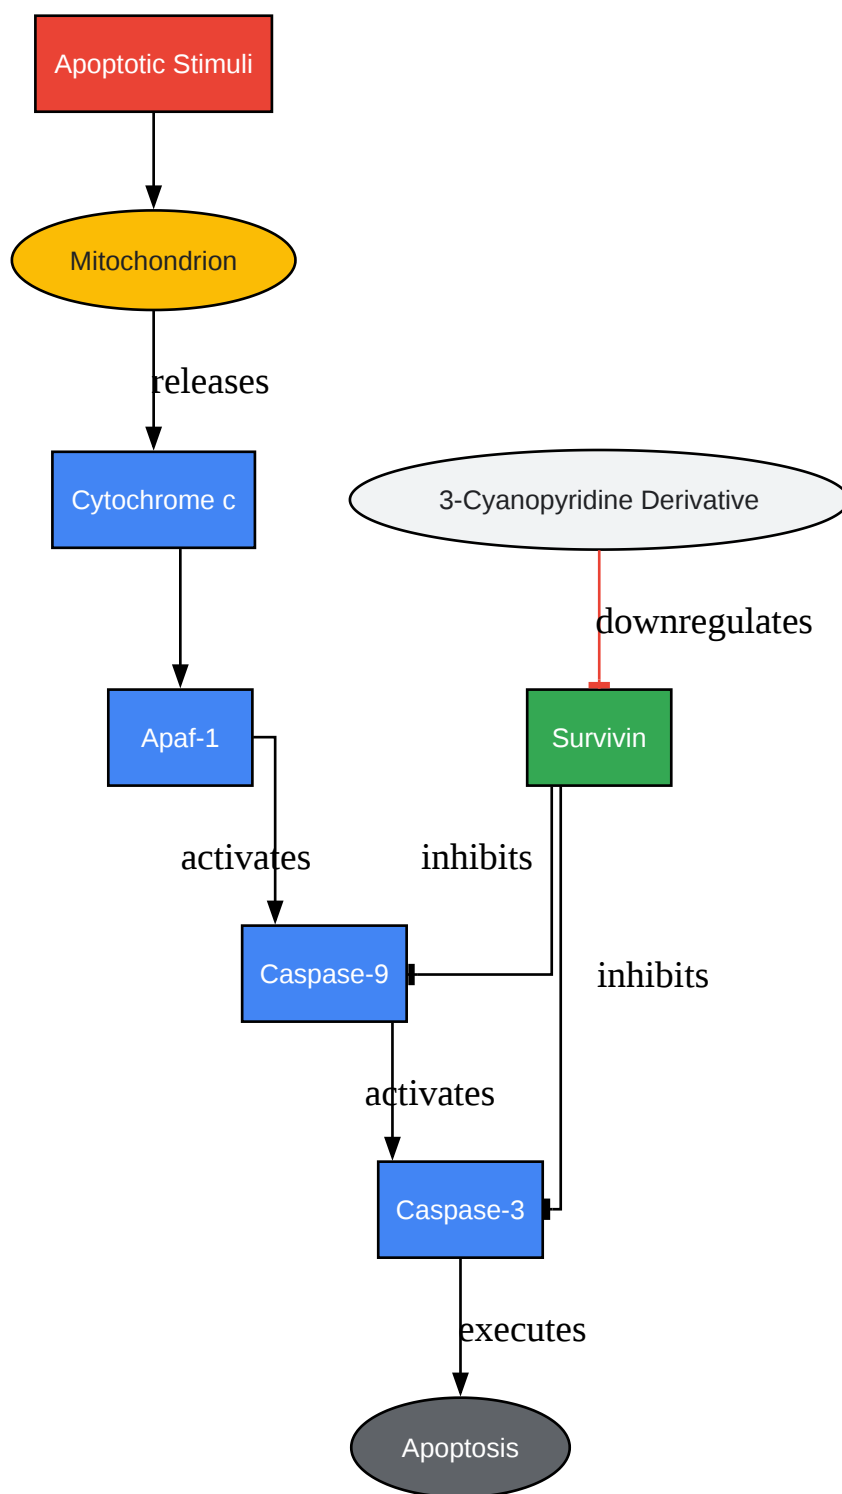 Apoptotic Stimuli
Mitochondrion
releases
Cytochrome c
3-Cyanopyridine Derivative
downregulates
Apaf-1
Survivin
activates
inhibits
Caspase-9
inhibits
activates
Caspase-3
executes
Apoptosis